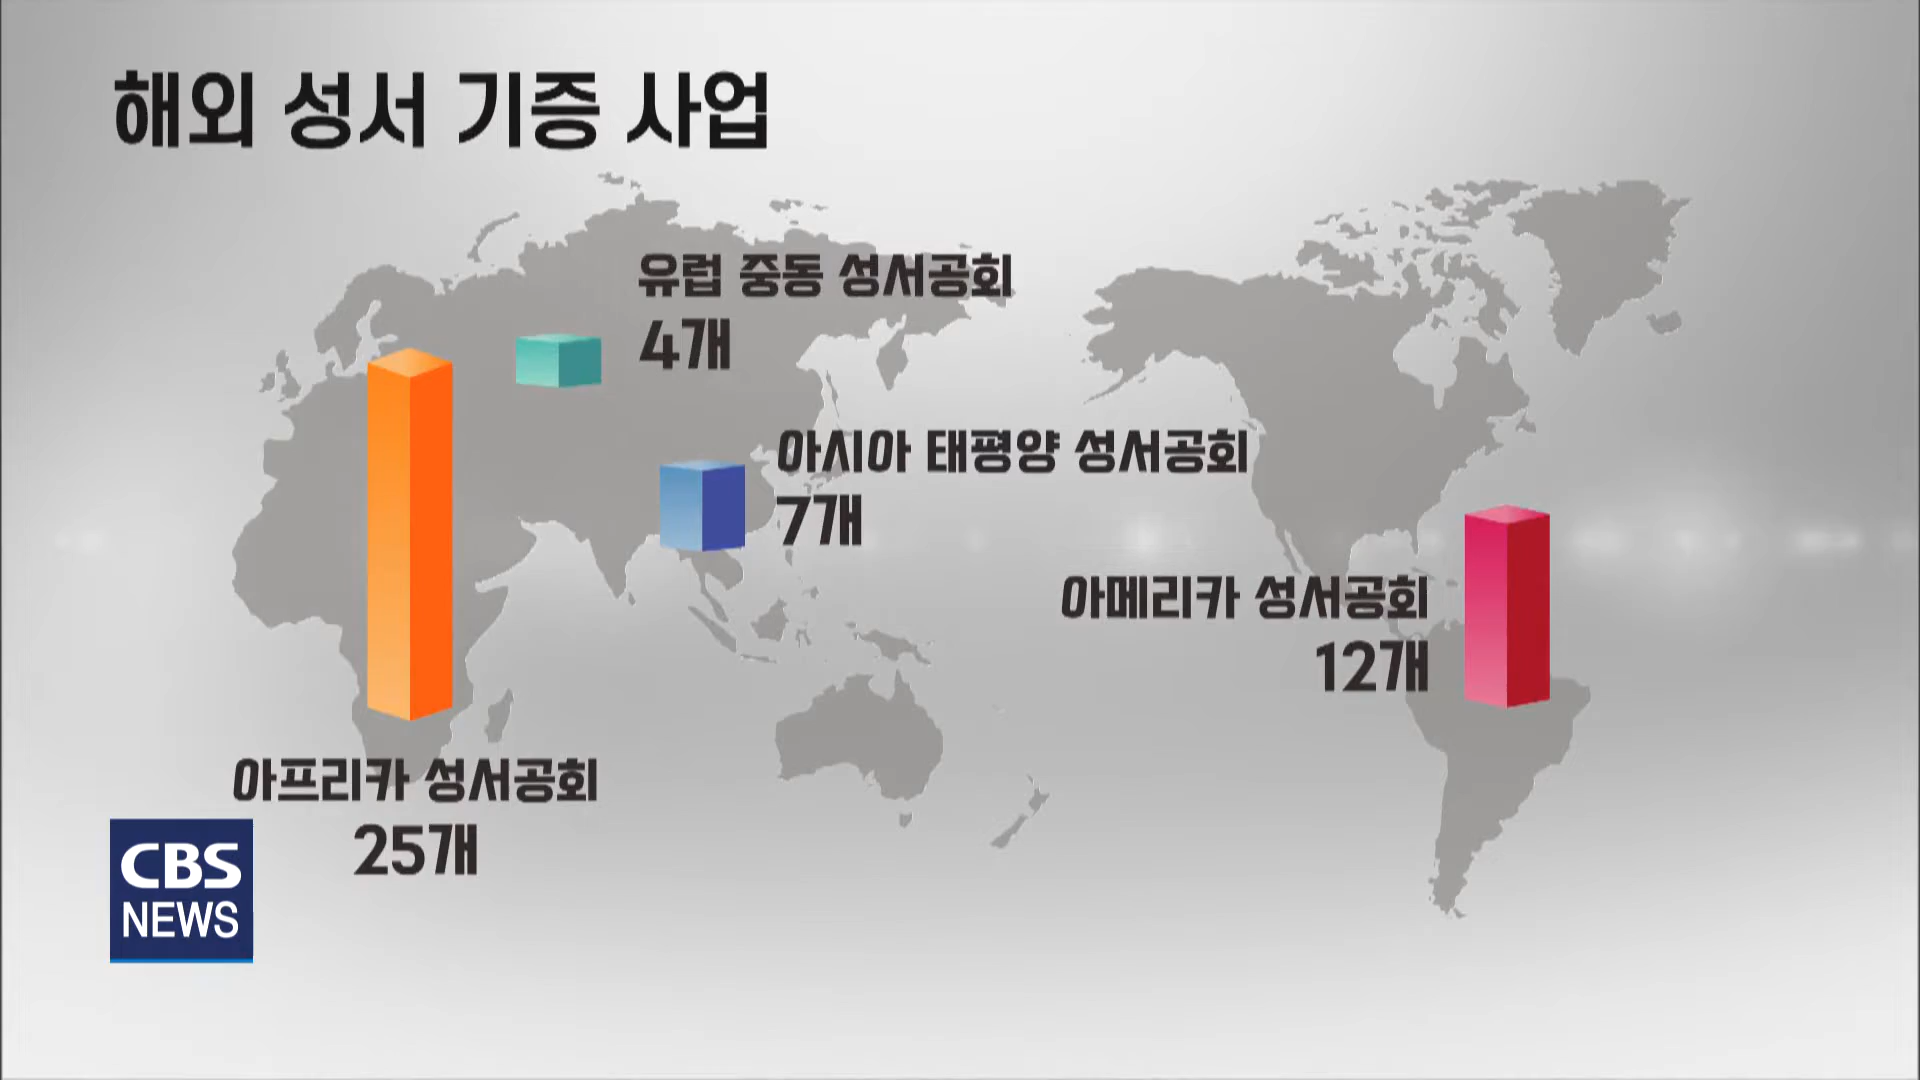 해외 성서 기증 사업
유럽 중동 성서공회
4개
아시아 태평양 성서공회
7개
아메리카 성서공회
12개
아프리카 성서공회
25개
CBS
NEWS